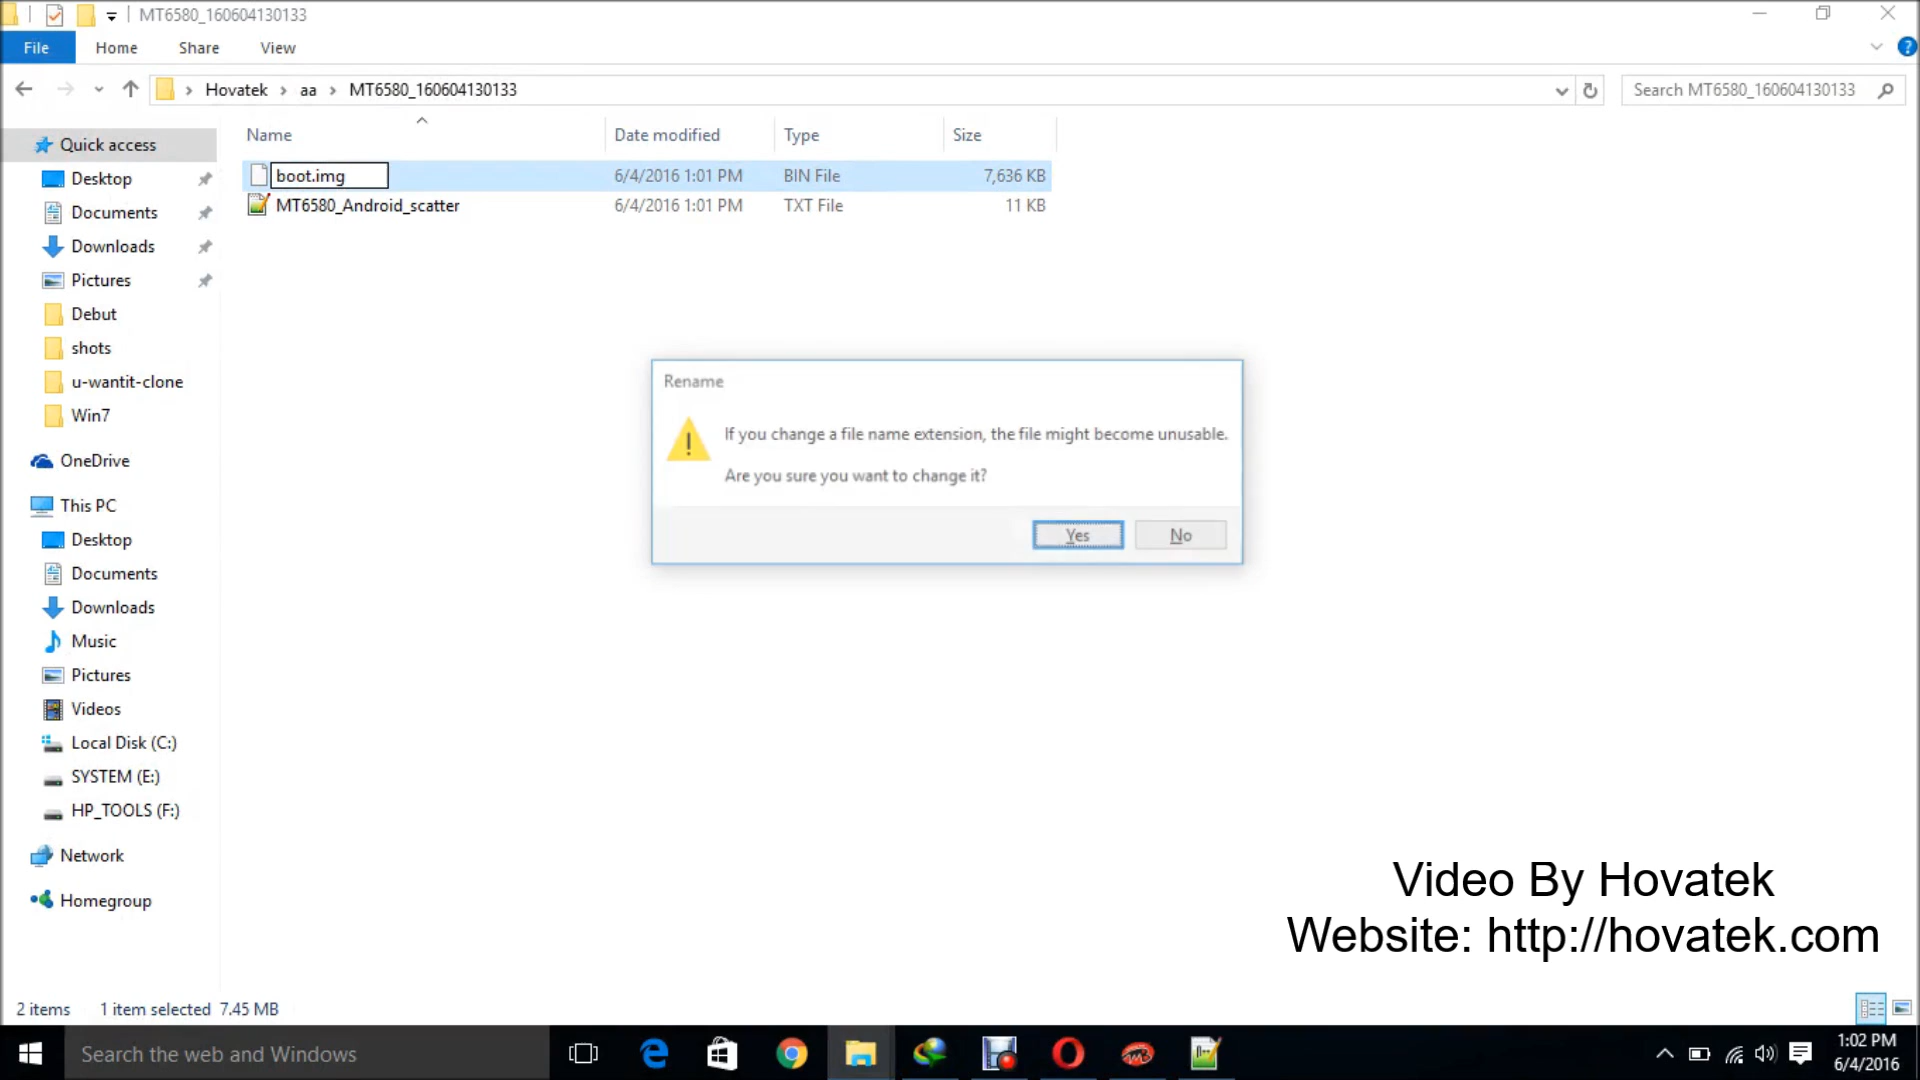 MT6580_160604130133
File Home Share View
Hovatek aa MT6580_160604130133
Search MT6580_160604130133
Name Date modified Type Size
boot.img 6/4/2016 1:01 PM BIN File 7,636 KB
MT6580_Android_scatter 6/4/2016 1:01 PM TXT File 11 KB
Quick access
Desktop
Documents
Downloads
Pictures
Debut
shots
u-wantit-clone
Win7
OneDrive
This PC
Desktop
Documents
Downloads
Music
Pictures
Videos
Local Disk (C:)
SYSTEM (E:)
HP_TOOLS (F:)
Network
Homegroup
Rename
If you change a file name extension, the file might become unusable.
Are you sure you want to change it?
Yes No
Video By Hovatek
Website: http://hovatek.com
2 items 1 item selected 7.45 MB
Search the web and Windows
1:02 PM
6/4/2016